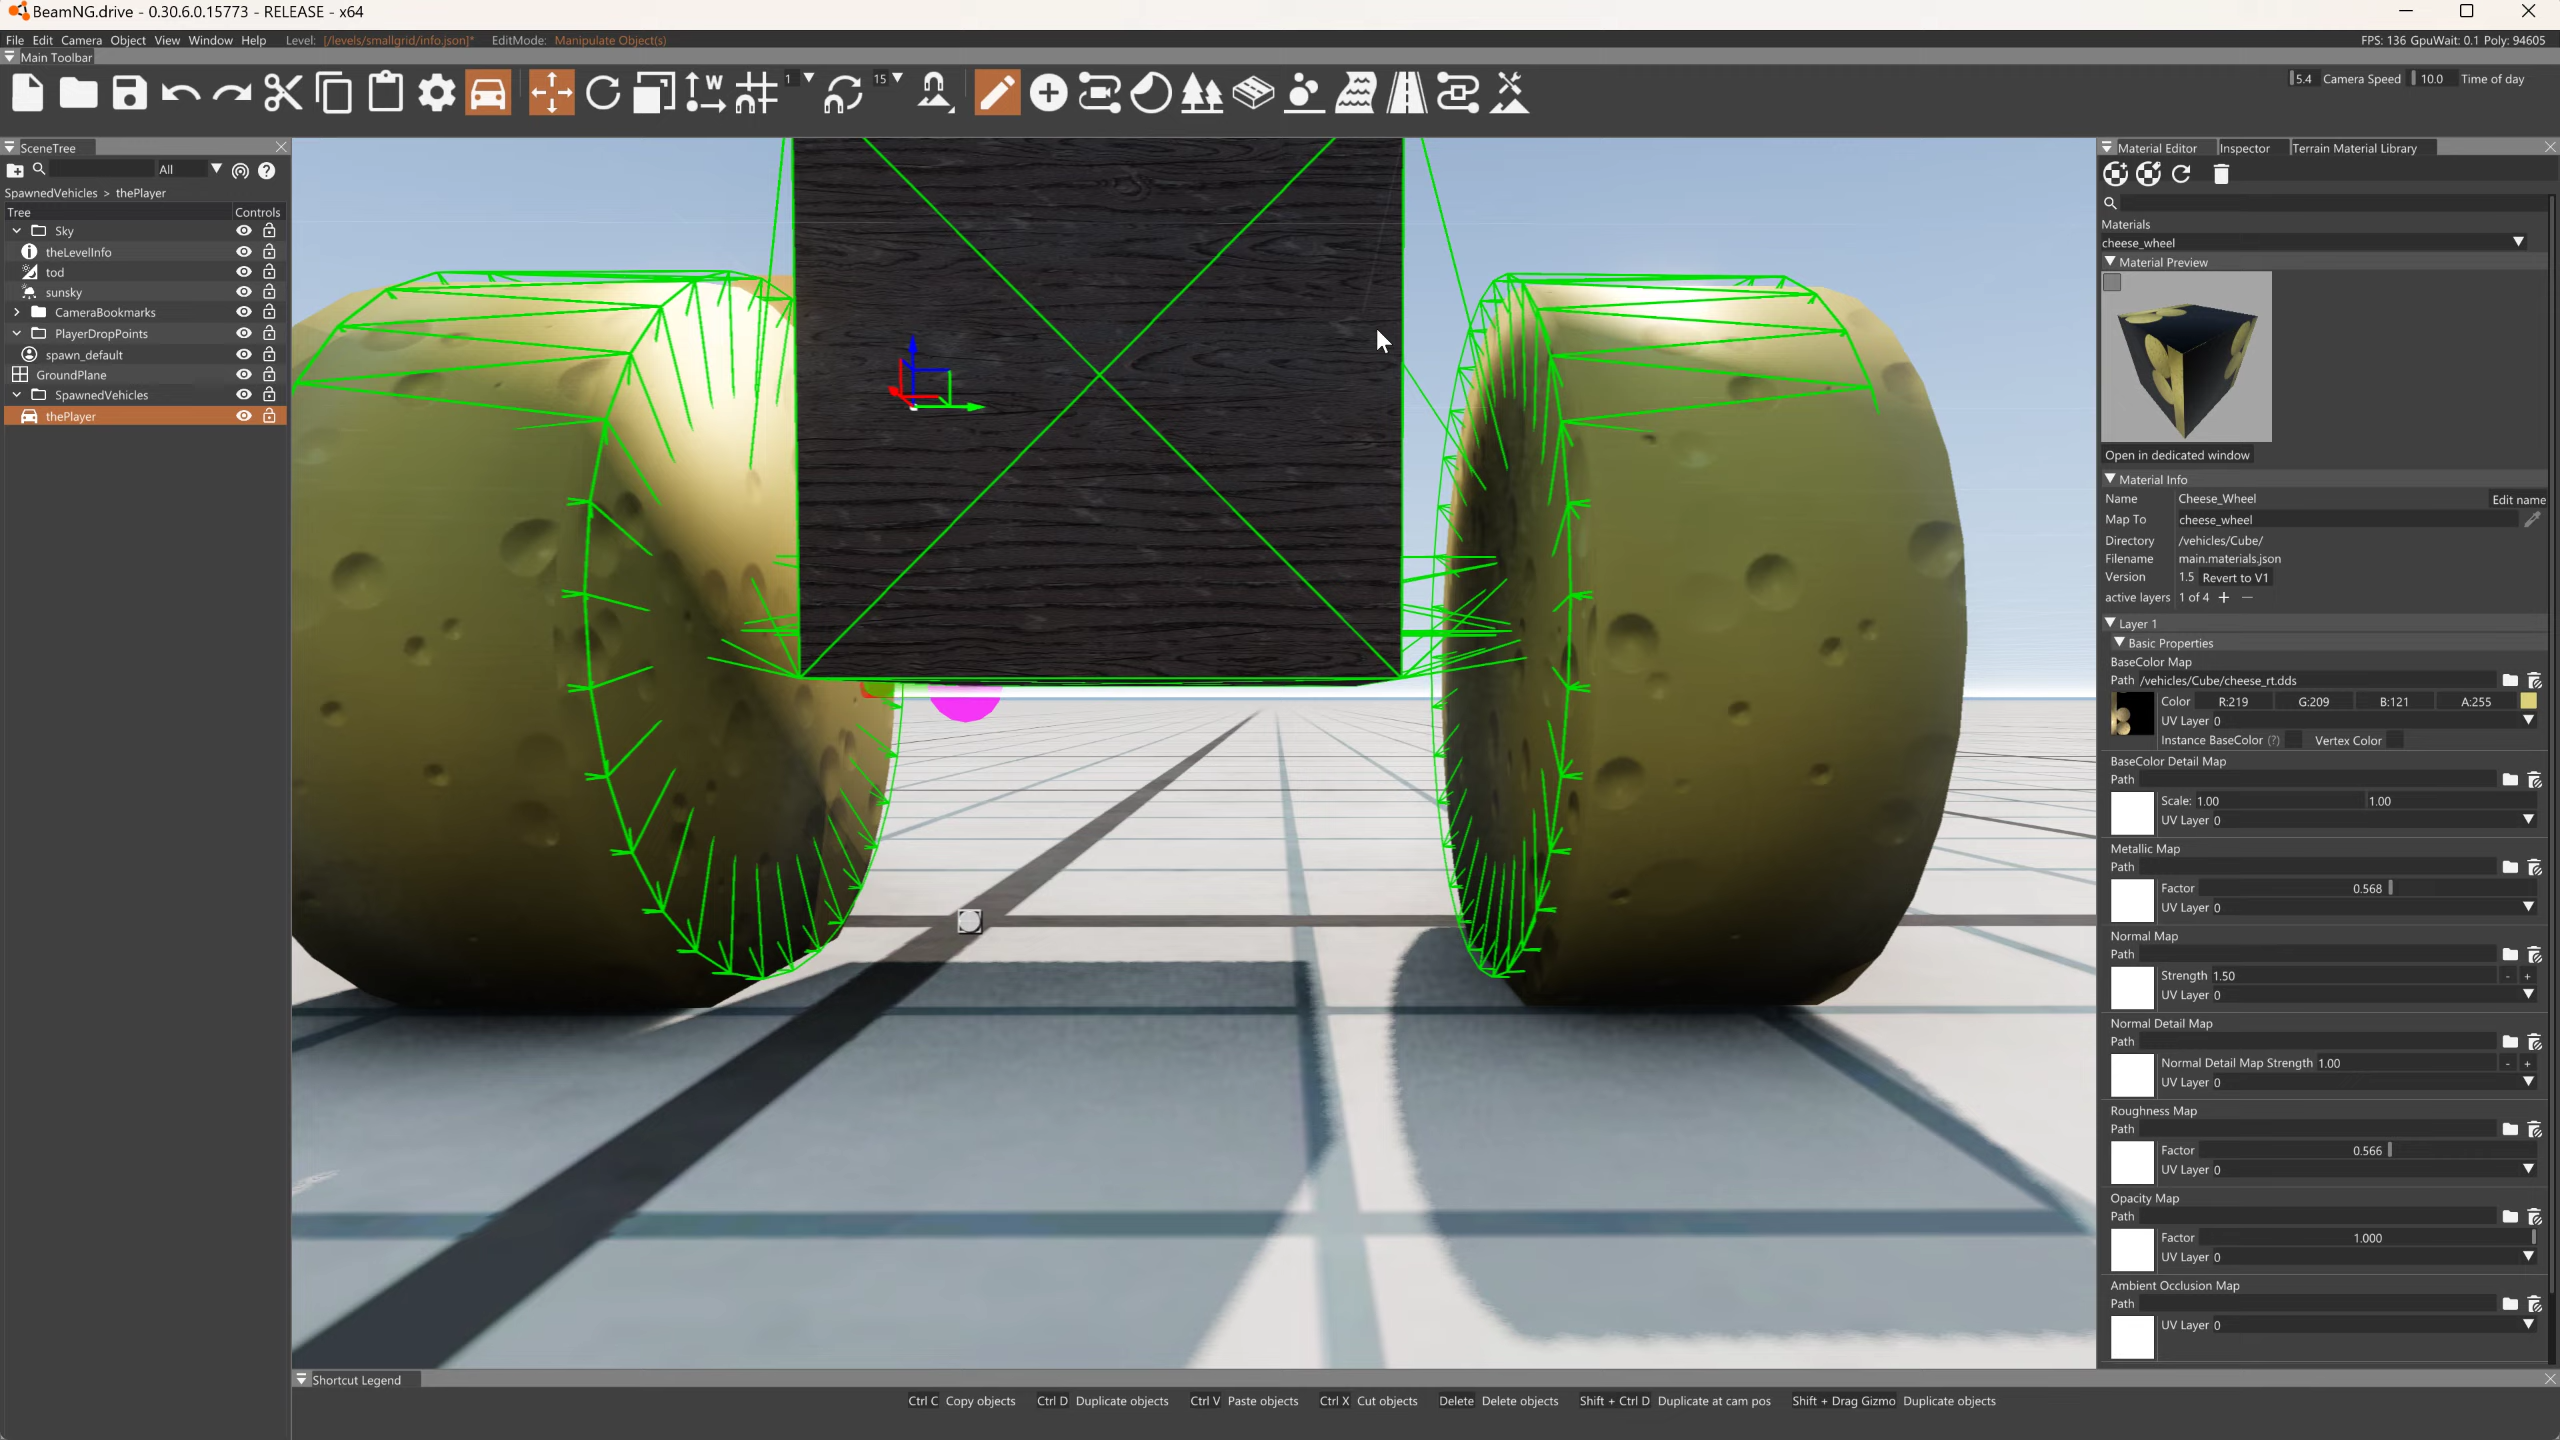 BeamNG.drive - 0.30.6.0.15773 - RELEASE - x64
File Edit Camera Object View Window Help Level: [/levels/smallgrid/info.json]* EditMode: Manipulate Object(s) FPS: 136 GpuWait: 0.1 Poly: 94605
Main Toolbar
1 15 W 5.4 Camera Speed 10.0 Time of day
SceneTree
All
SpawnedVehicles > thePlayer
Tree Controls
Sky
theLevelInfo
tod
sunsky
CameraBookmarks
PlayerDropPoints
spawn_default
GroundPlane
SpawnedVehicles
thePlayer
Material Editor Inspector Terrain Material Library
Materials
cheese_wheel
Material Preview
Open in dedicated window
Material Info
Name Cheese_Wheel Edit name
Map To cheese_wheel
Directory /vehicles/Cube/
Filename main.materials.json
Version 1.5 Revert to V1
active layers 1 of 4 + −
Layer 1
Basic Properties
BaseColor Map
Path /vehicles/Cube/cheese_rt.dds
Color R:219 G:209 B:121 A:255
UV Layer 0
Instance BaseColor (?) Vertex Color
BaseColor Detail Map
Path
Scale: 1.00 1.00
UV Layer 0
Metallic Map
Path
Factor 0.568
UV Layer 0
Normal Map
Path
Strength 1.50 - +
UV Layer 0
Normal Detail Map
Path
Normal Detail Map Strength 1.00 - +
UV Layer 0
Roughness Map
Path
Factor 0.566
UV Layer 0
Opacity Map
Path
Factor 1.000
UV Layer 0
Ambient Occlusion Map
Path
UV Layer 0
Shortcut Legend
Ctrl C Copy objects Ctrl D Duplicate objects Ctrl V Paste objects Ctrl X Cut objects Delete Delete objects Shift + Ctrl D Duplicate at cam pos Shift + Drag Gizmo Duplicate objects